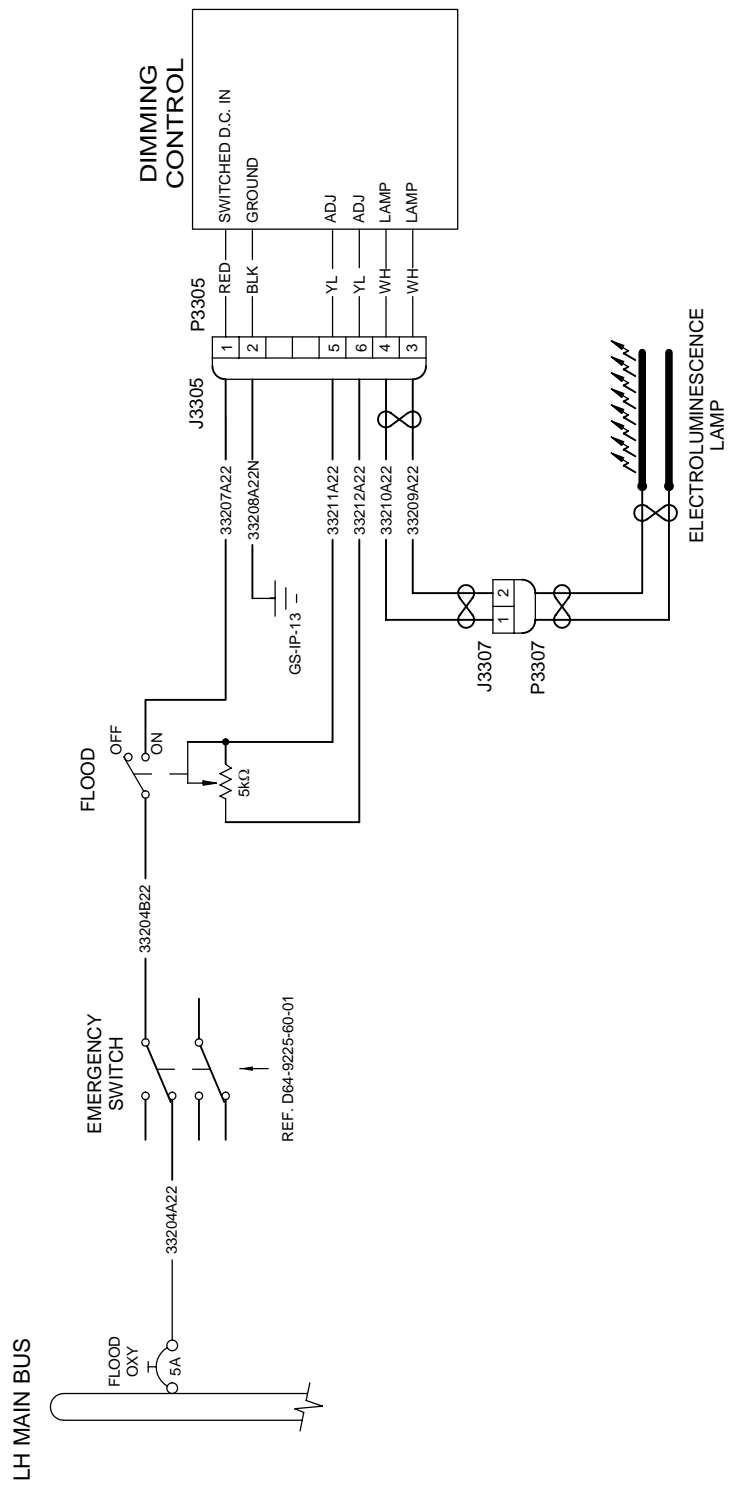 LH MAIN BUS
FLOOD
OXY
5A
33204A22
EMERGENCY
SWITCH
REF. D64-9225-60-01
33204B22
FLOOD
OFF
ON
5kΩ
GS-IP-13
33207A22
33208A22N
33211A22
33212A22
33210A22
33209A22
J3305
P3305
1
2
5
6
4
3
RED
BLK
YL
YL
WH
WH
DIMMING
CONTROL
SWITCHED D.C. IN
GROUND
ADJ
ADJ
LAMP
LAMP
J3307
1
2
P3307
ELECTROLUMINESCENCE
LAMP